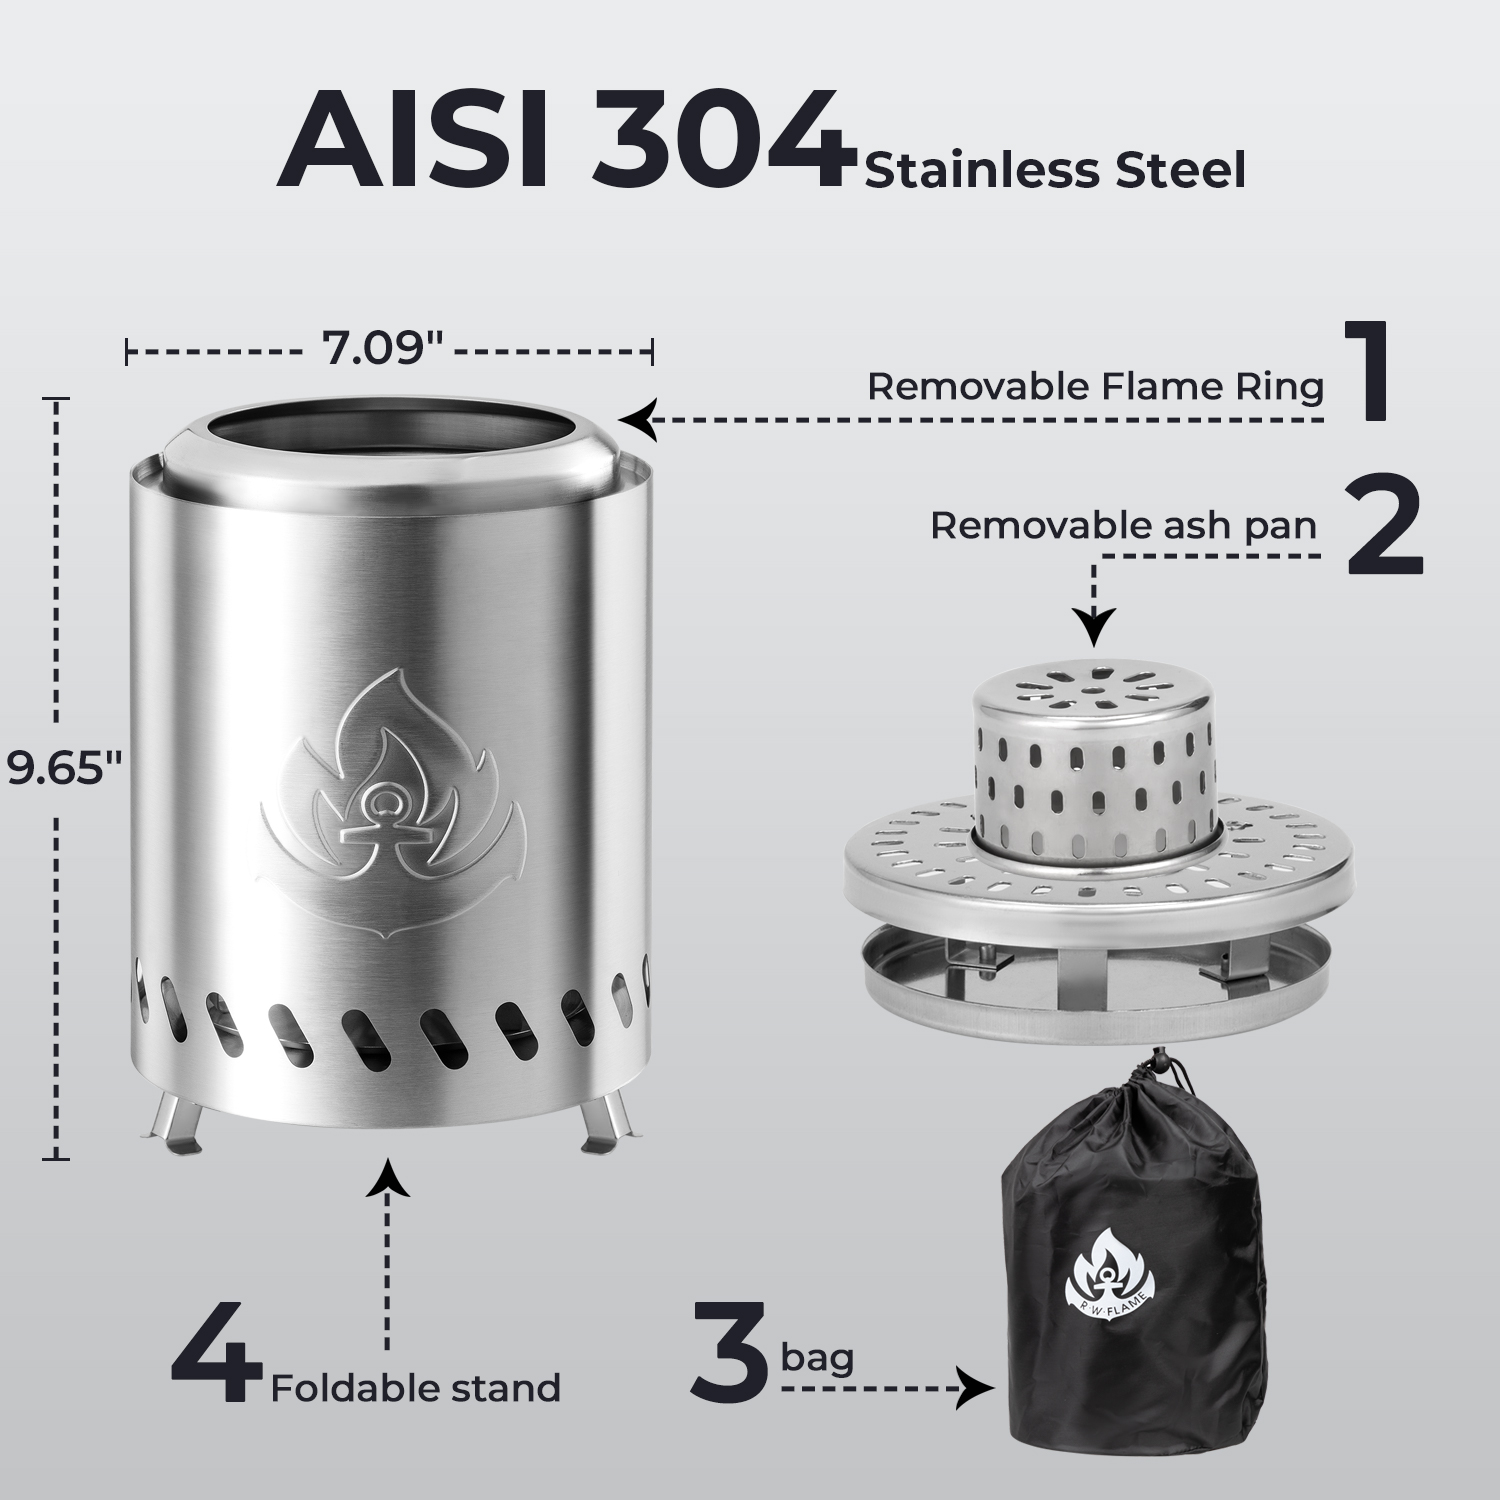 AISI 304 Stainless Steel
7.09"
Removable Flame Ring 1
Removable ash pan 2
9.65"
R·W·FLAME
4 Foldable stand
3 bag